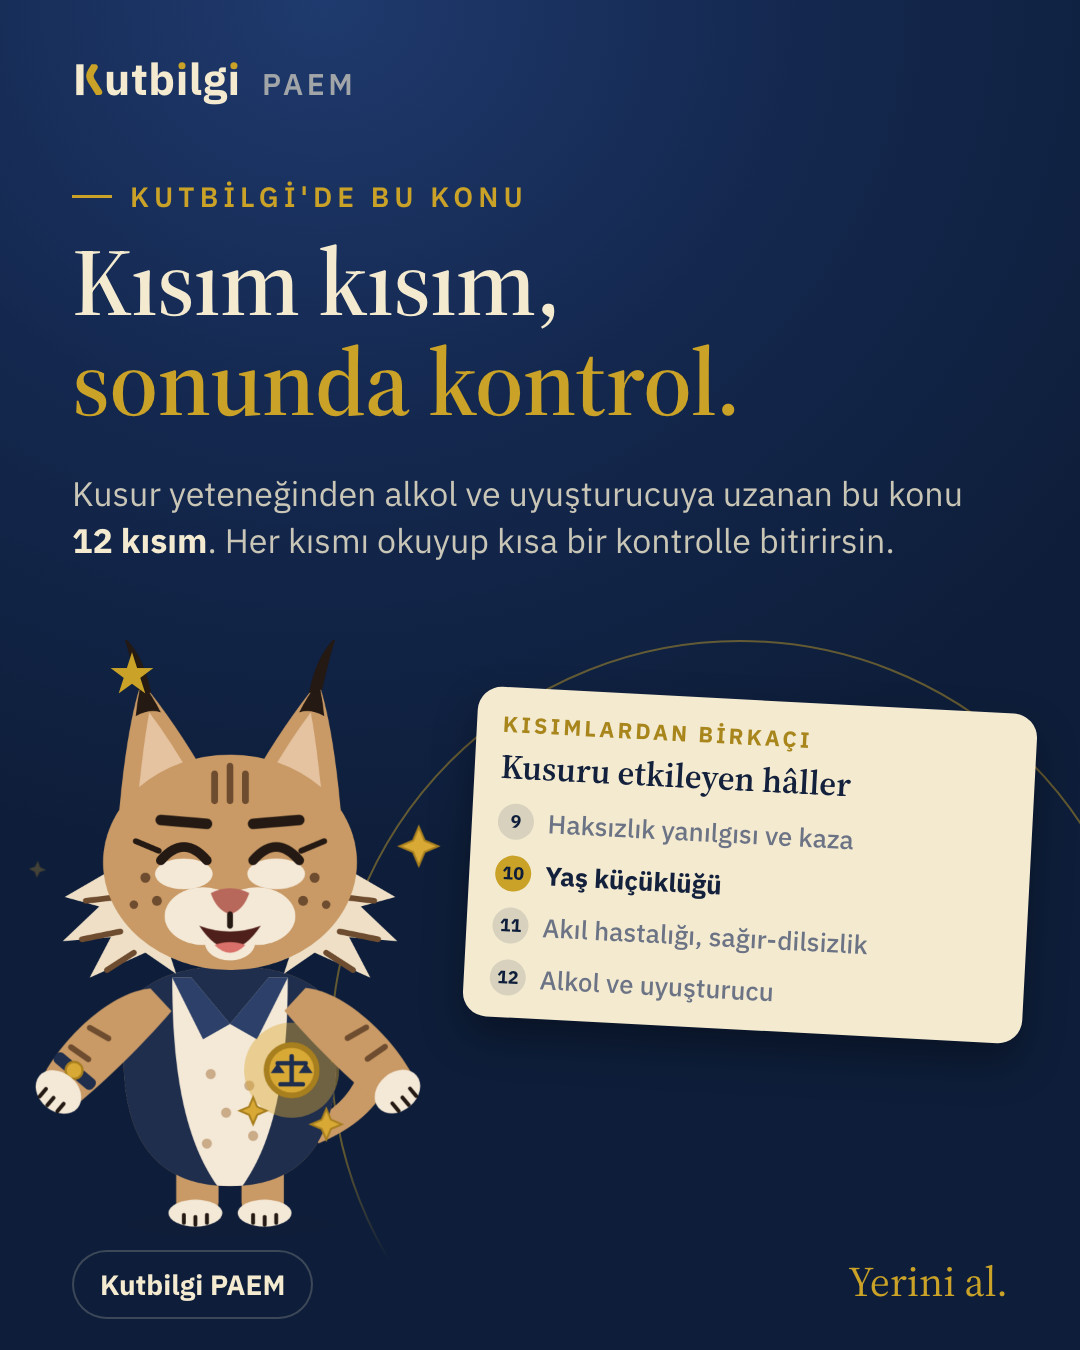 Kutbilgi PAEM
KUTBİLGİ'DE BU KONU
Kısım kısım,
sonunda kontrol.
Kusur yeteneğinden alkol ve uyuşturucuya uzanan bu konu
12 kısım. Her kısmı okuyup kısa bir kontrolle bitirirsin.
KISIMLARDAN BİRKAÇI
Kusuru etkileyen hâller
9 Haksızlık yanılgısı ve kaza
10 Yaş küçüklüğü
11 Akıl hastalığı, sağır-dilsizlik
12 Alkol ve uyuşturucu
Kutbilgi PAEM
Yerini al.